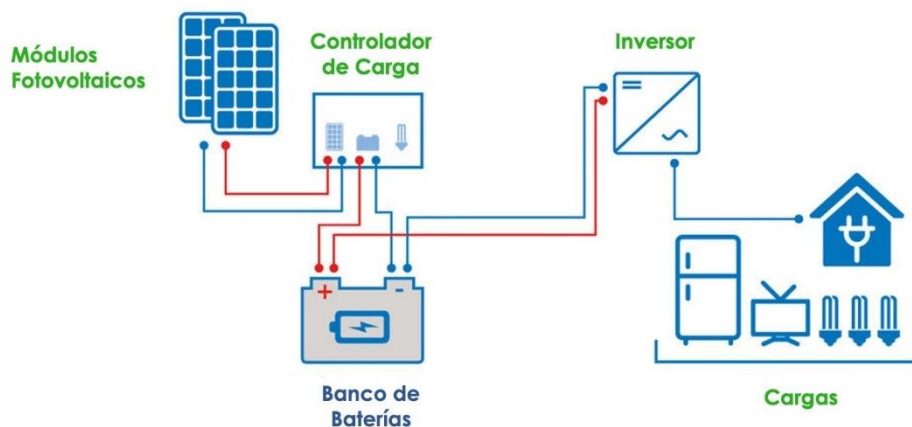 Módulos
Fotovoltaicos
Controlador
de Carga
Inversor
+
-
Banco de
Baterías
Cargas